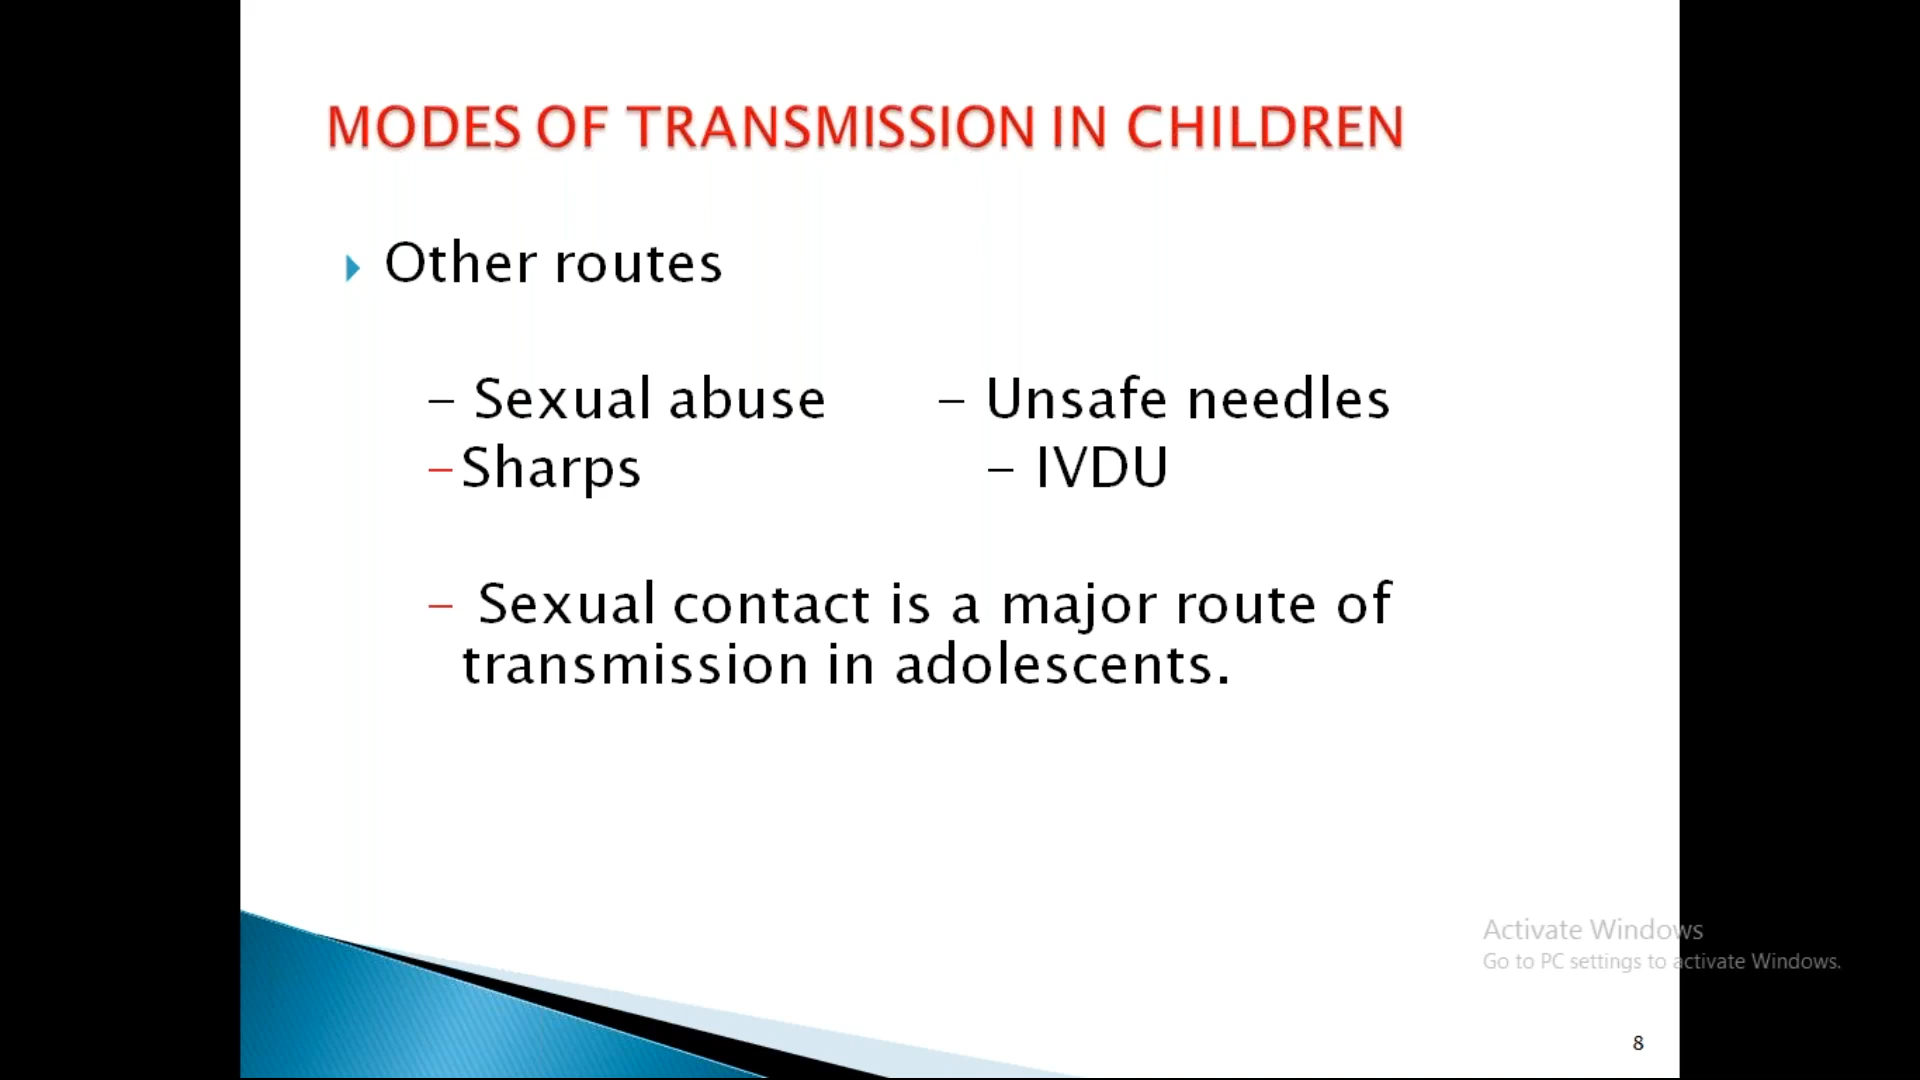 MODES OF TRANSMISSION IN CHILDREN
Other routes
– Sexual abuse – Unsafe needles
–Sharps – IVDU
– Sexual contact is a major route of
transmission in adolescents.
Activate Windows
Go to PC settings to activate Windows.
8